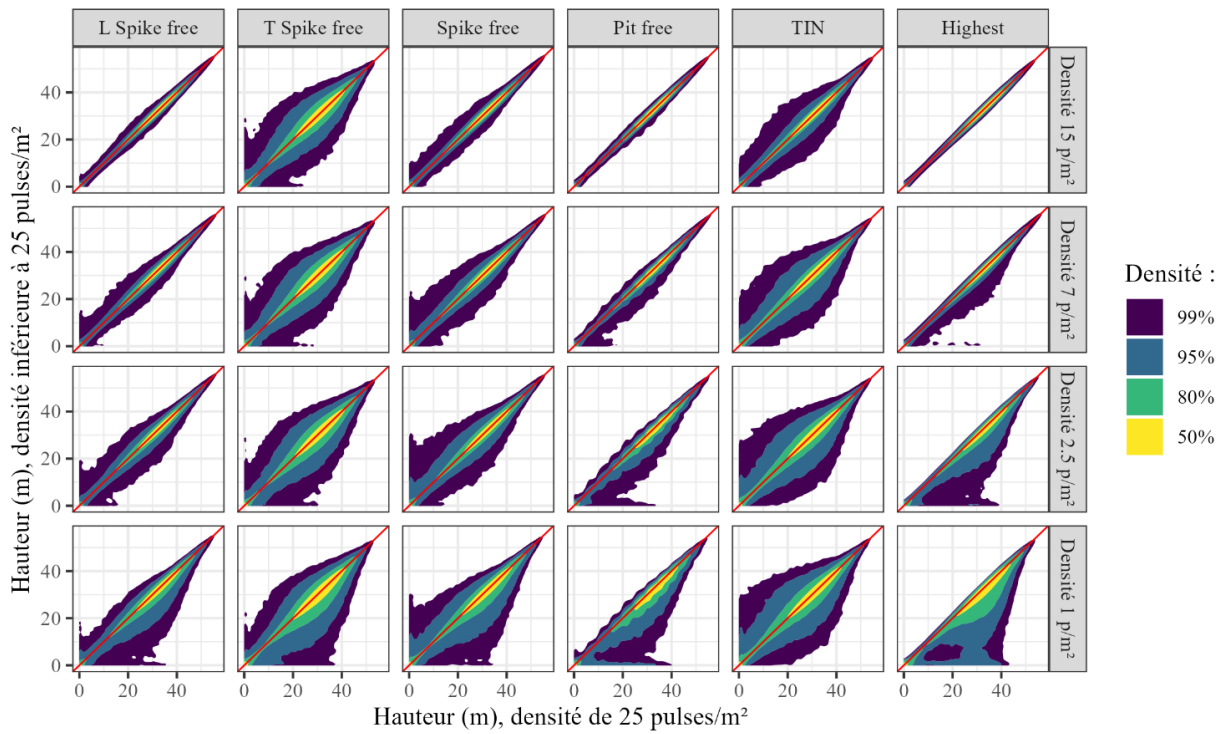 L Spike free
T Spike free
Spike free
Pit free
TIN
Highest
Hauteur (m), densité inférieure à 25 pulses/m²
40
20
0
Densité 15 p/m²
40
20
0
Densité 7 p/m²
40
20
0
Densité 2.5 p/m²
40
20
0
Densité 1 p/m²
0 20 40 0 20 40 0 20 40 0 20 40 0 20 40 0 20 40
Hauteur (m), densité de 25 pulses/m²
Densité :
99%
95%
80%
50%